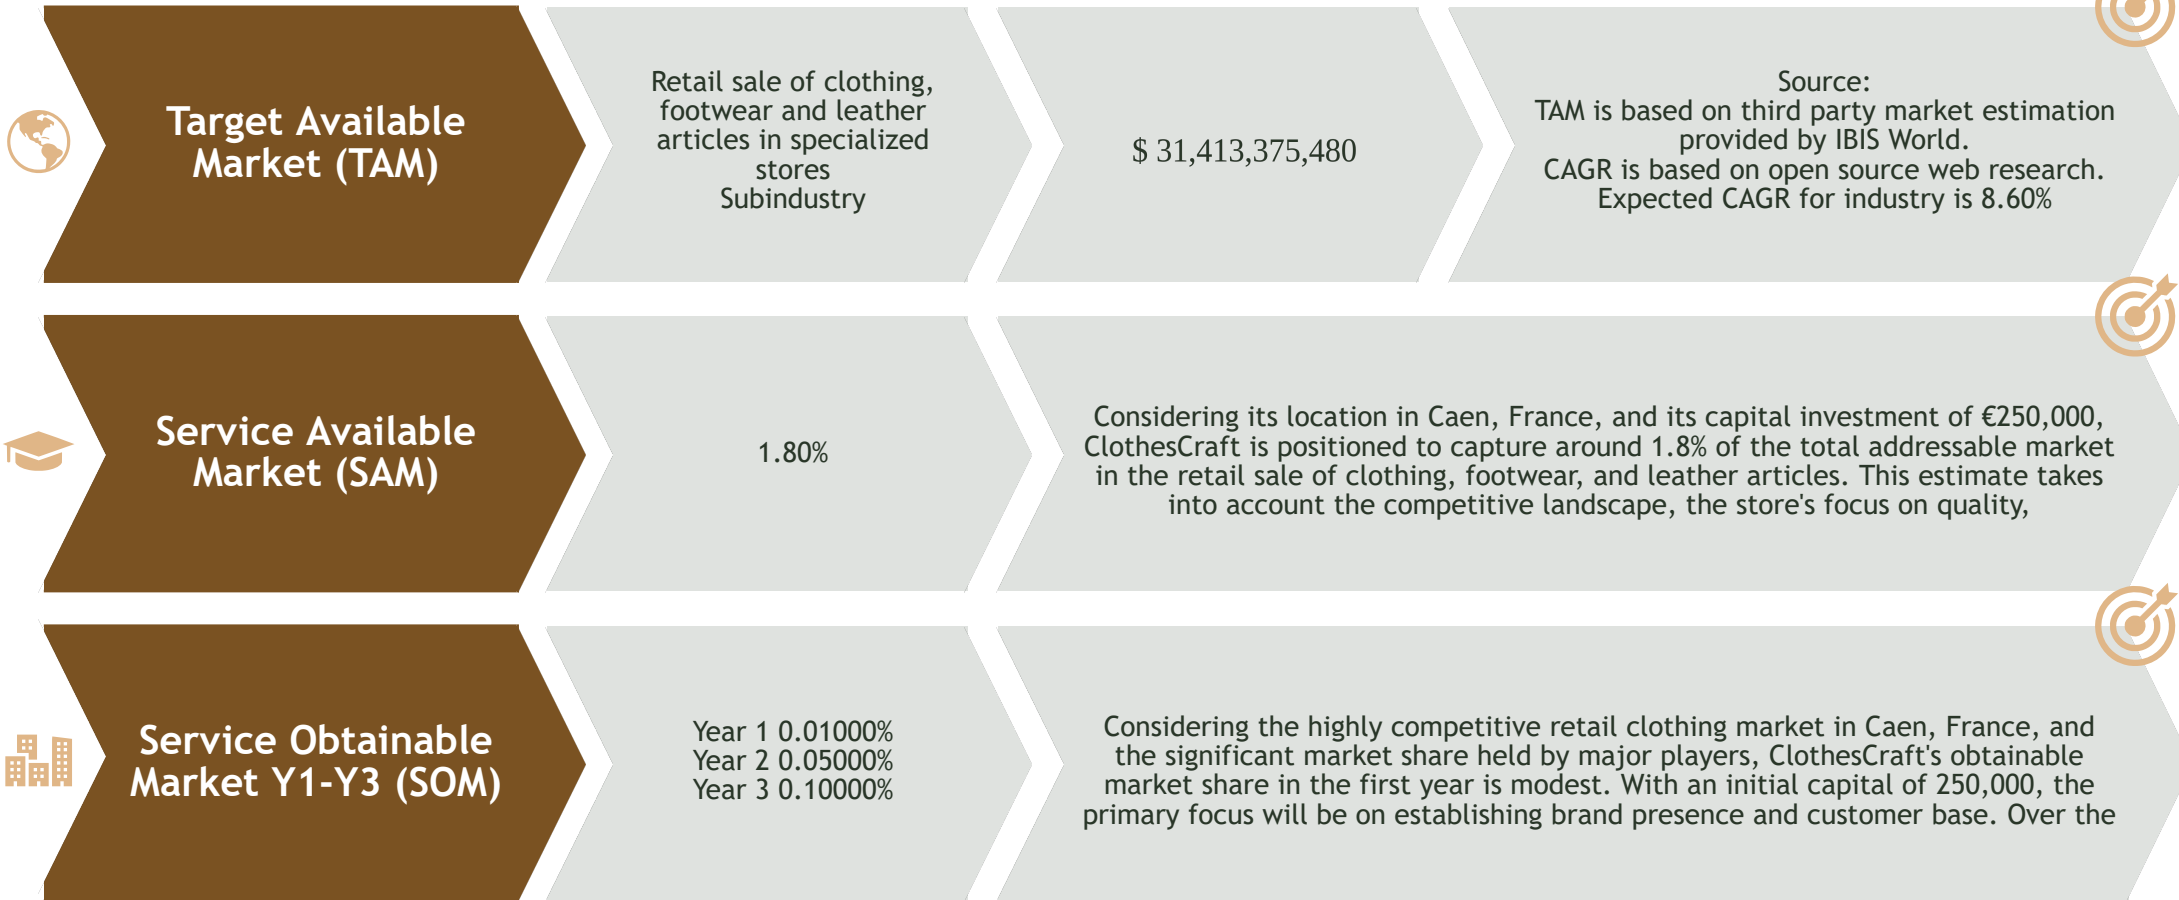 Target Available
Market (TAM)
Retail sale of clothing,
footwear and leather
articles in specialized
stores
Subindustry
$ 31,413,375,480
Source:
TAM is based on third party market estimation
provided by IBIS World.
CAGR is based on open source web research.
Expected CAGR for industry is 8.60%
Service Available
Market (SAM)
1.80%
Considering its location in Caen, France, and its capital investment of €250,000,
ClothesCraft is positioned to capture around 1.8% of the total addressable market
in the retail sale of clothing, footwear, and leather articles. This estimate takes
into account the competitive landscape, the store's focus on quality,
Service Obtainable
Market Y1-Y3 (SOM)
Year 1 0.01000%
Year 2 0.05000%
Year 3 0.10000%
Considering the highly competitive retail clothing market in Caen, France, and
the significant market share held by major players, ClothesCraft's obtainable
market share in the first year is modest. With an initial capital of 250,000, the
primary focus will be on establishing brand presence and customer base. Over the